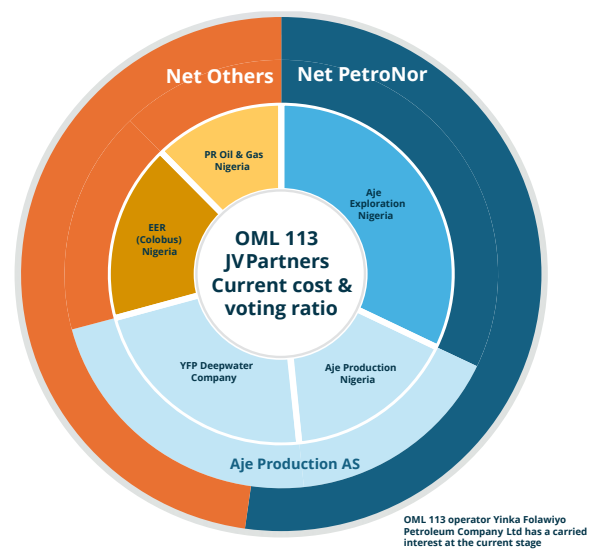 Net Others
Net PetroNor
PR Oil & Gas
Nigeria
Aje
Exploration
Nigeria
EER
(Colobus)
Nigeria
OML 113
JV Partners
Current cost &
voting ratio
YFP Deepwater
Company
Aje Production
Nigeria
Aje Production AS
OML 113 operator Yinka Folawiyo
Petroleum Company Ltd has a carried
interest at the current stage